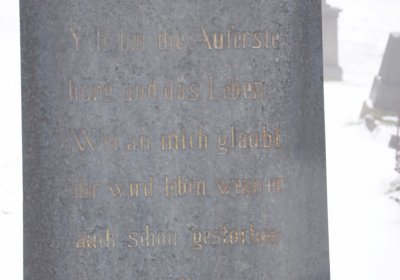 Ych bin die Auferste-
hung und das Leben.
Wer an mich glaubt
der wird leben, wenn er
auch schon gestorben